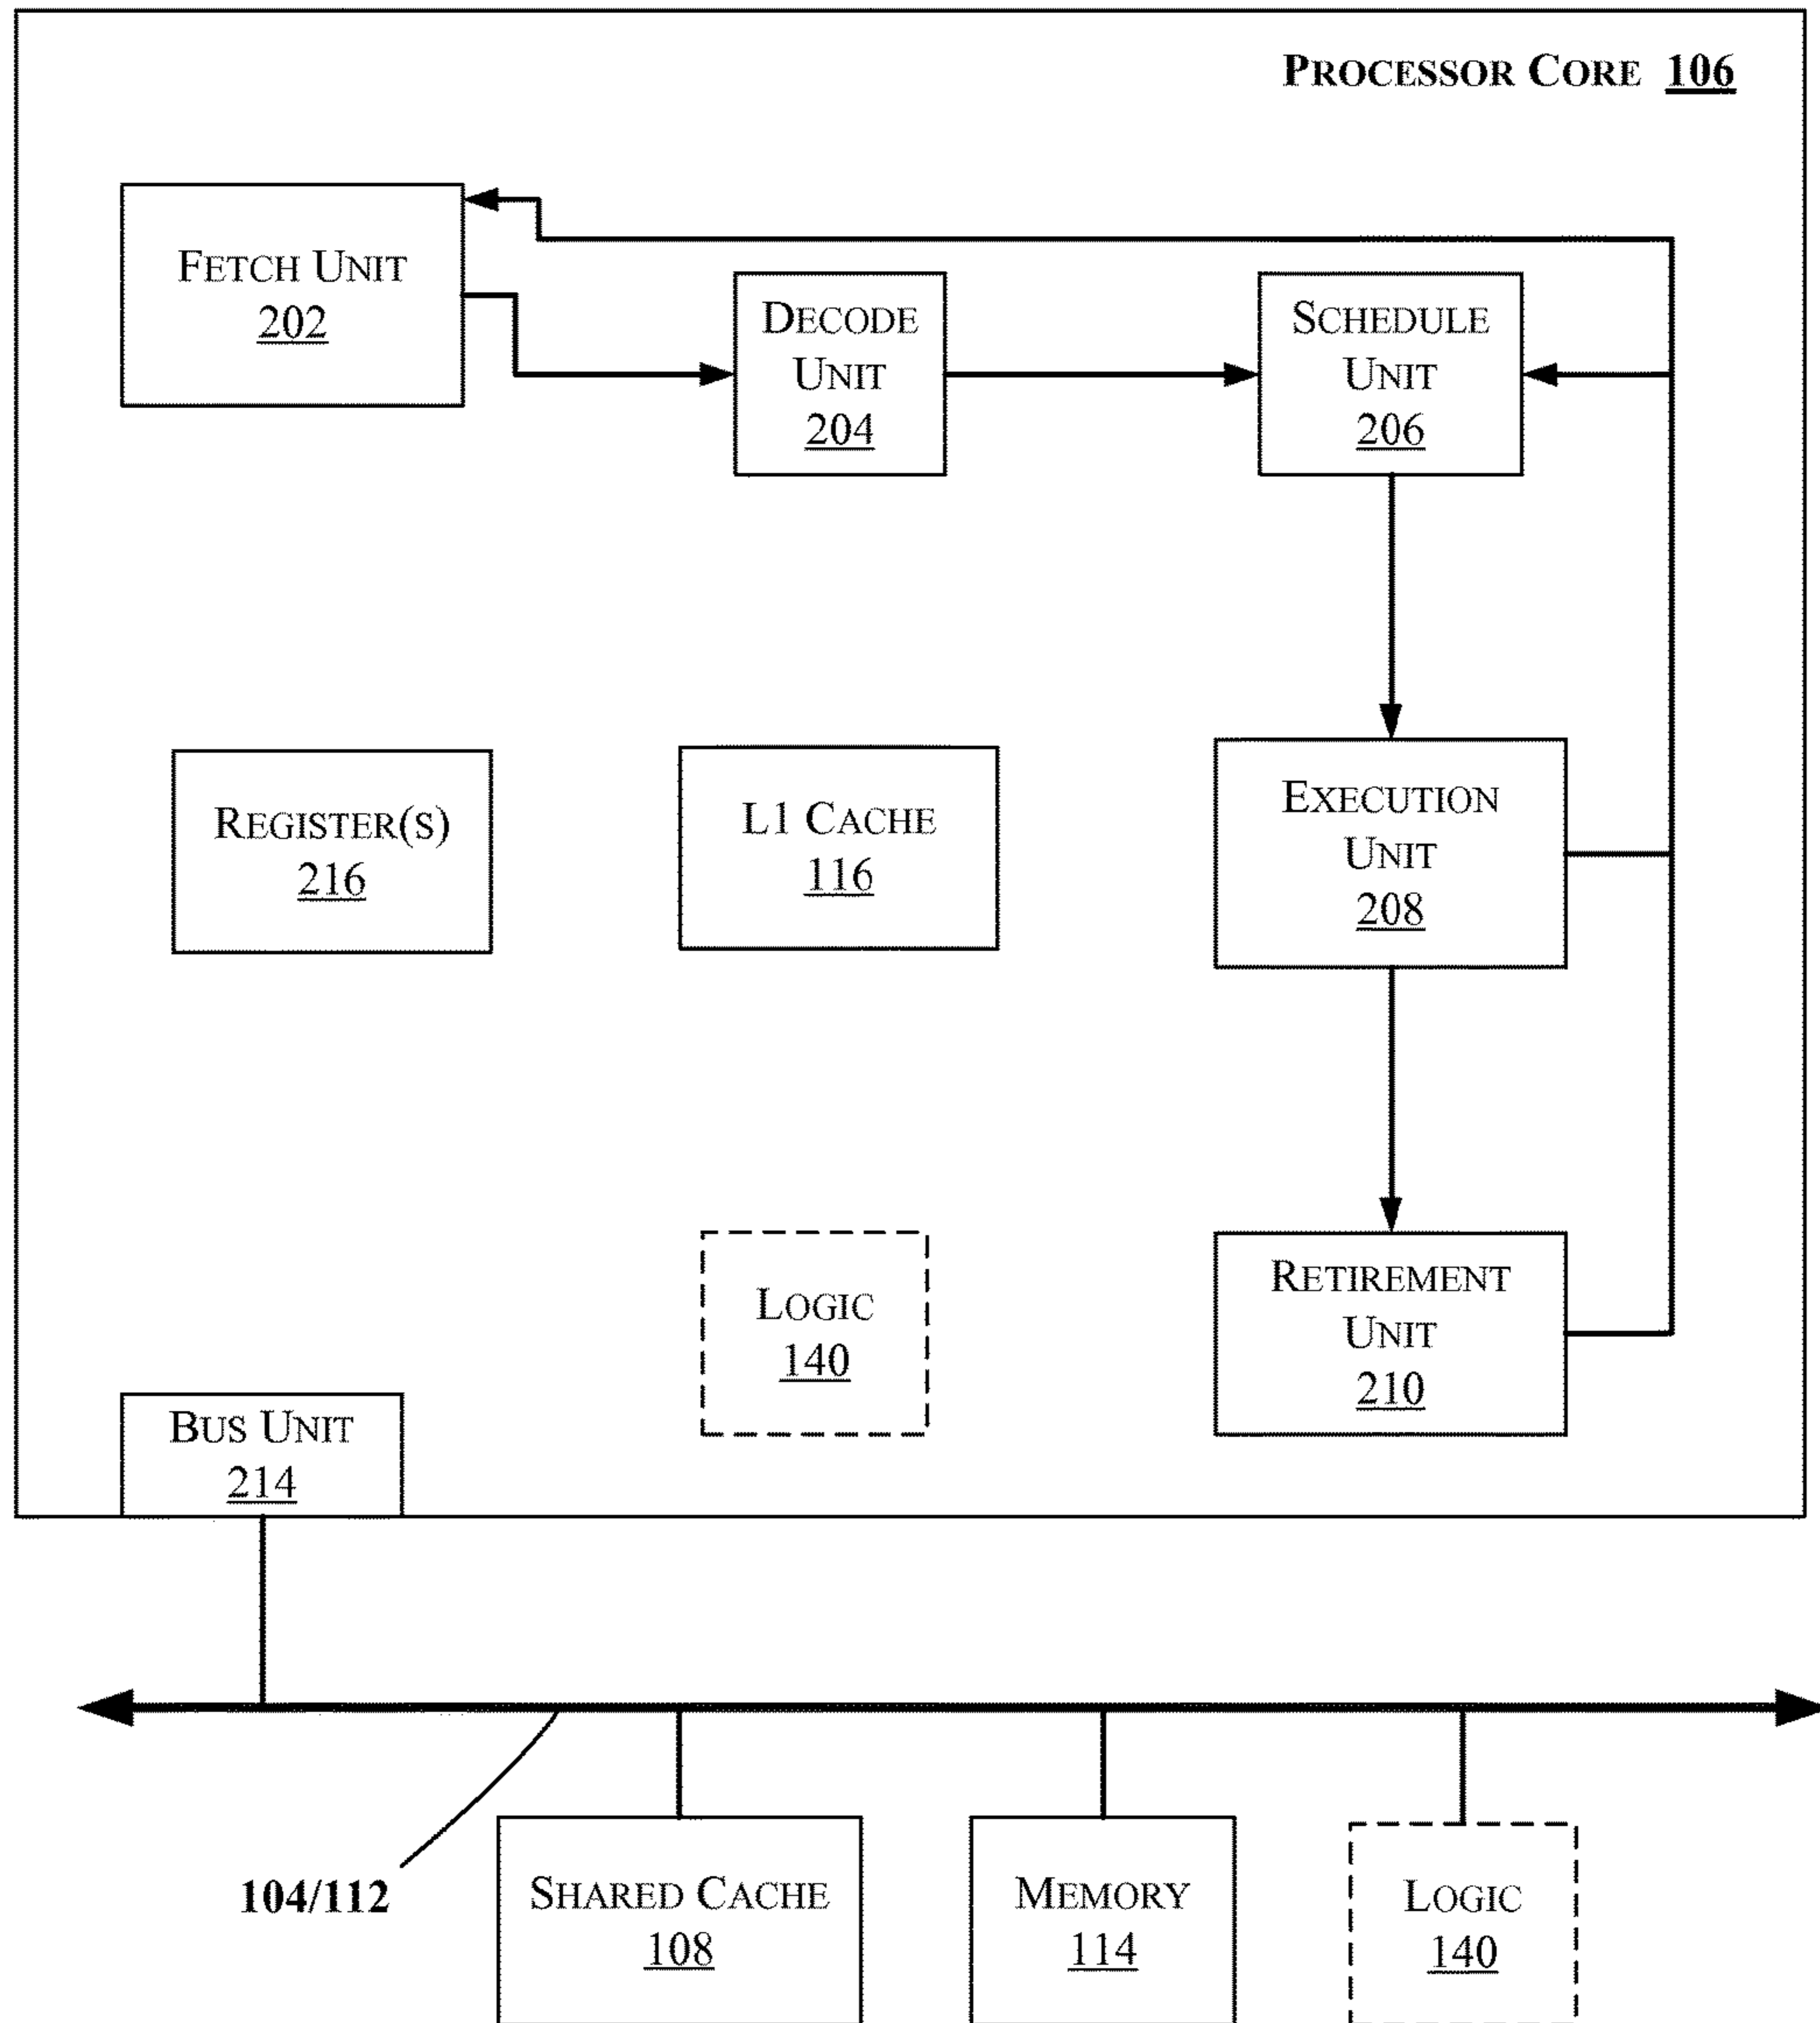 PROCESSOR CORE 106
FETCH UNIT
202
DECODE
UNIT
204
SCHEDULE
UNIT
206
REGISTER(S)
216
L1 CACHE
116
EXECUTION
UNIT
208
LOGIC
140
RETIREMENT
UNIT
210
BUS UNIT
214
104/112
SHARED CACHE
108
MEMORY
114
LOGIC
140